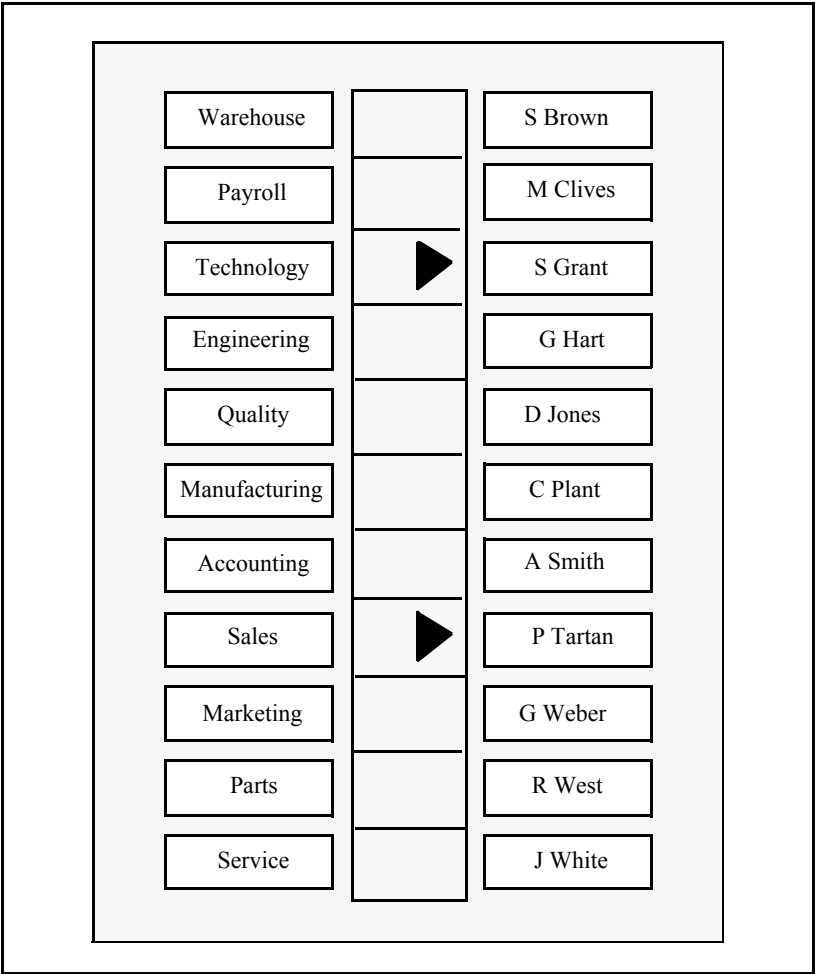 Warehouse
S Brown
Payroll
M Clives
Technology
S Grant
Engineering
G Hart
Quality
D Jones
Manufacturing
C Plant
Accounting
A Smith
Sales
P Tartan
Marketing
G Weber
Parts
R West
Service
J White